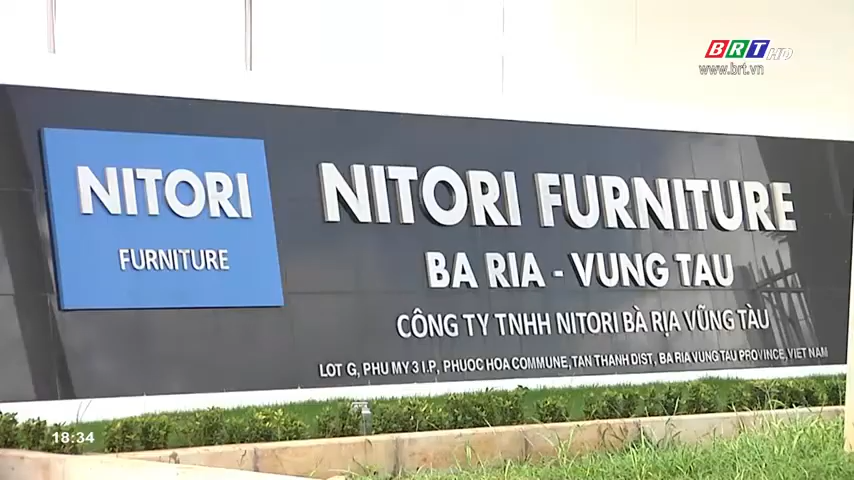 BRT HD
www.brt.vn
NITORI
FURNITURE
NITORI FURNITURE
BA RIA - VUNG TAU
CÔNG TY TNHH NITORI BÀ RỊA VŨNG TÀU
LOT G, PHU MY 3 I.P, PHUOC HOA COMMUNE, TAN THANH DIST, BA RIA VUNG TAU PROVINCE, VIET NAM
18:34